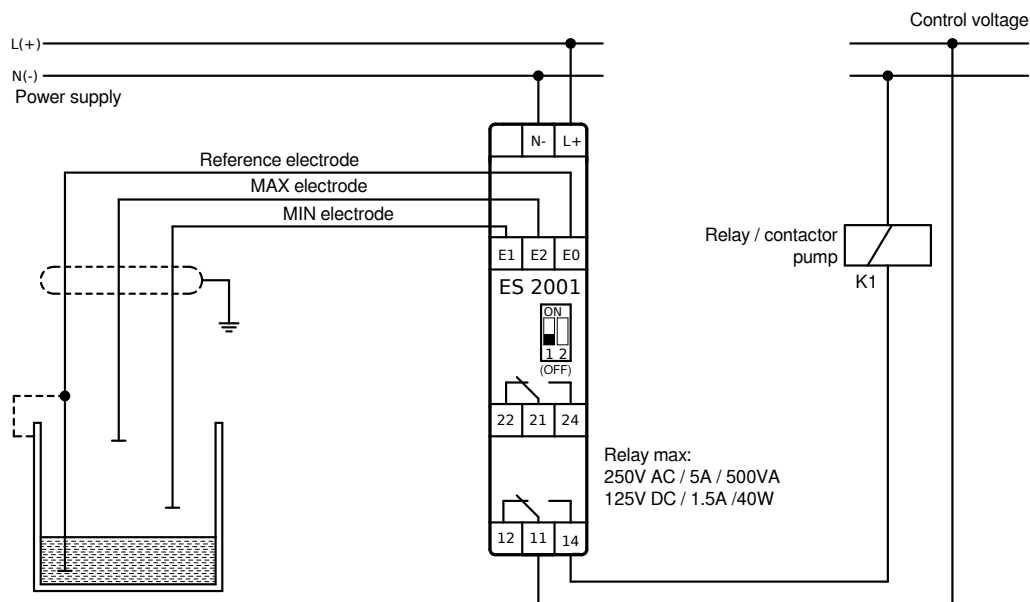 Control voltage
L(+)
N(-)
Power supply
N- L+
Reference electrode
MAX electrode
MIN electrode
E1 E2 E0
ES 2001
ON
1 2
(OFF)
Relay / contactor
pump
K1
22 21 24
Relay max:
250V AC / 5A / 500VA
125V DC / 1.5A /40W
12 11 14